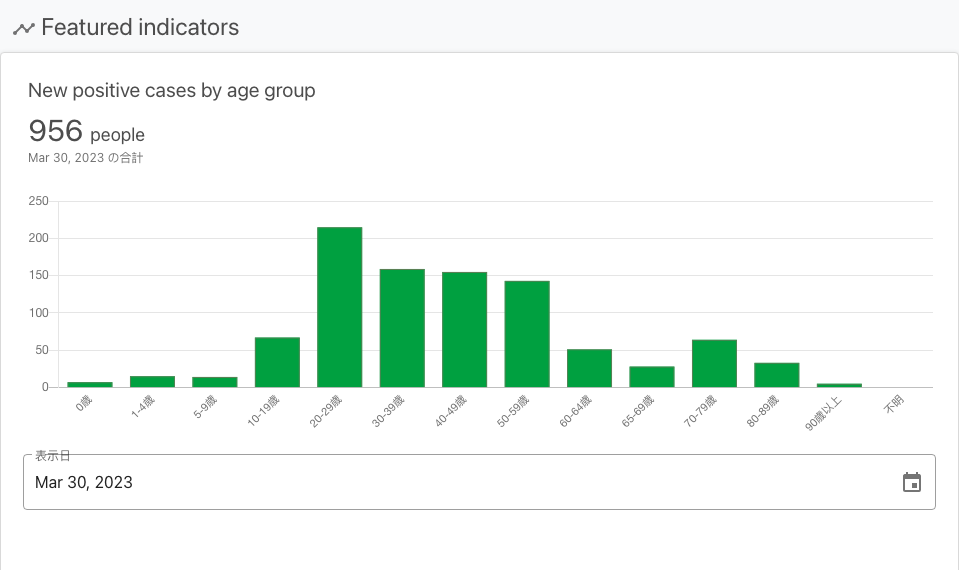 Featured indicators
New positive cases by age group
956 people
Mar 30, 2023 の合計
250
200
150
100
50
0
0歳
1-4歳
5-9歳
10-19歳
20-29歳
30-39歳
40-49歳
50-59歳
60-64歳
65-69歳
70-79歳
80-89歳
90歳以上
不明
表示日
Mar 30, 2023